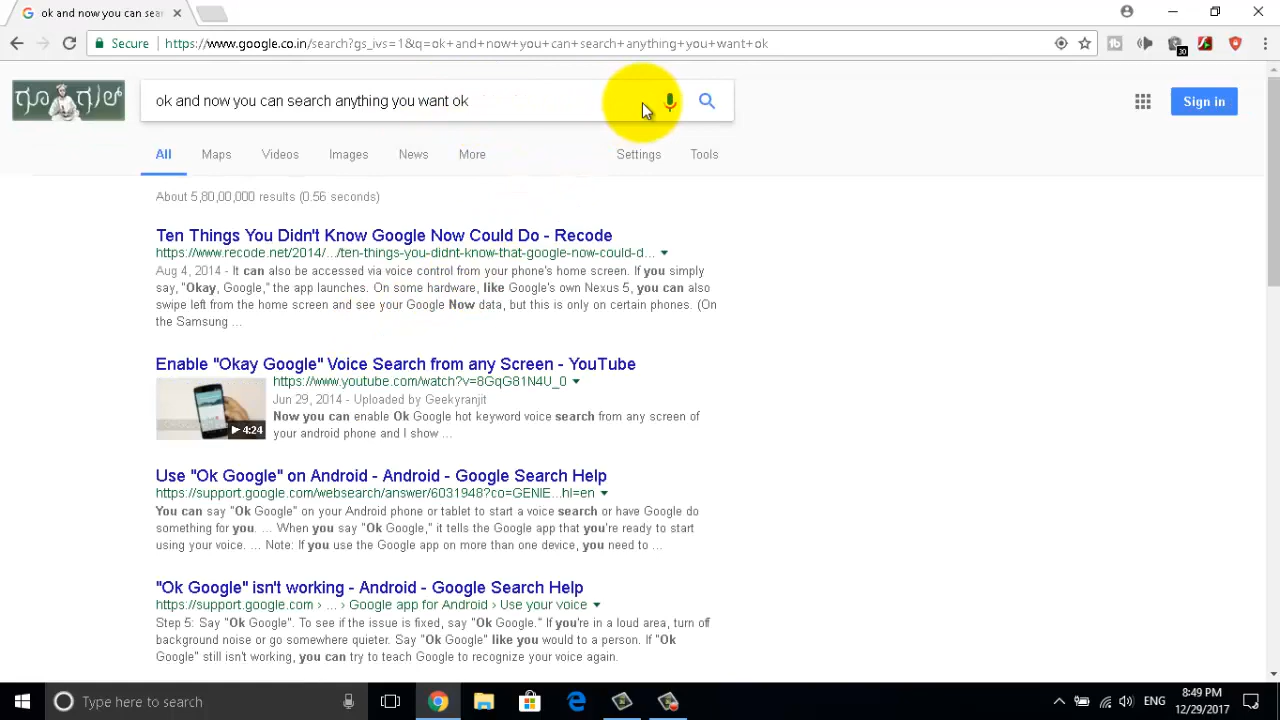 ok and now you can sear
Secure
https://www.google.co.in/search?gs_ivs=1&q=ok+and+now+you+can+search+anything+you+want+ok
30
ಗೂಗಲ್
ok and now you can search anything you want ok
Sign in
All Maps Videos Images News More Settings Tools
About 5,80,00,000 results (0.56 seconds)
Ten Things You Didn't Know Google Now Could Do - Recode
https://www.recode.net/2014/.../ten-things-you-didnt-know-that-google-now-could-d...
Aug 4, 2014 - It can also be accessed via voice control from your phone's home screen. If you simply
say, "Okay, Google," the app launches. On some hardware, like Google's own Nexus 5, you can also
swipe left from the home screen and see your Google Now data, but this is only on certain phones. (On
the Samsung ...
Enable "Okay Google" Voice Search from any Screen - YouTube
https://www.youtube.com/watch?v=8GqG81N4U_0
Jun 29, 2014 - Uploaded by Geekyranjit
Now you can enable Ok Google hot keyword voice search from any screen of
your android phone and I show ...
4:24
Use "Ok Google" on Android - Android - Google Search Help
https://support.google.com/websearch/answer/6031948?co=GENIE...hl=en
You can say "Ok Google" on your Android phone or tablet to start a voice search or have Google do
something for you. ... When you say "Ok Google," it tells the Google app that you're ready to start
using your voice. ... Note: If you use the Google app on more than one device, you need to ...
"Ok Google" isn't working - Android - Google Search Help
https://support.google.com › ... › Google app for Android › Use your voice
Step 5: Say "Ok Google". To see if the issue is fixed, say "Ok Google." If you're in a loud area, turn off
background noise or go somewhere quieter. Say "Ok Google" like you would to a person. If "Ok
Google" still isn't working, you can try to teach Google to recognize your voice again.
Type here to search
ENG
8:49 PM
12/29/2017